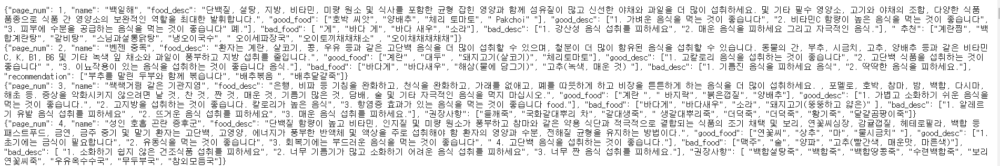 {"page_num": 1, "name": "백일해", "food_desc": "단백질, 설탕, 지방, 비타민, 미량 원소 및 식사를 포함한 균형 잡힌 영양과 함께 섬유질이 많고 신선한 야채와 과일을 더 많이 섭취하세요. 및 기타 필수 영양소, 고기와 야채의 조합, 다양한 식품
품종으로 식품 간 영양소의 보완적인 역할을 최대한 발휘합니다.", "good_food": ["호박 씨앗", "양배추", "체리 토마토", " Pakchoi" "], "good_desc": ["1. 가벼운 음식을 먹는 것이 좋습니다", "2. 비타민C 함량이 높은 음식을 먹는 것이 좋습니다",
"3. 피부에 수분을 공급하는 음식을 먹는 것이 좋습니다" 폐."], "bad_food": [ "게", "바다 게", "바다 새우", "소라"], "bad_desc": ["1. 강산성 음식 섭취를 피하세요", "2. 매운 음식을 피하세요 그리고 자극적인 음식."], " 추천": ["계란찜", "백
합계란탕", "갈비탕", "스님과설통닭탕", "냉오이국수", " 오이세파장국", "오이토끼채채채소" , "오이채채채채채"]}
{"page_num": 2, "name": "벤젠 중독", "food_desc": "환자는 계란, 살코기, 콩, 우유 등과 같은 고단백 음식을 더 많이 섭취할 수 있으며, 철분이 더 많이 함유된 음식을 섭취할 수 있습니다. 동물의 간, 부추, 시금치, 고추, 양배추 등과 같은 비타민
C, K, B1, B6 및 기타 녹색 잎 채소와 과일이 풍부하고 지방 섭취를 줄입니다.", "good_food": ["계란" , "대두" , "돼지고기(살코기)", "체리토마토"], "good_desc": ["1. 고칼로리 음식을 섭취하는 것이 좋습니다", "2. 고단백 식품을 섭취하는 것이
좋습니다" ", "3. 이뇨작용이 있는 음식을 섭취하는 것이 좋습니다 음식."], "bad_food": ["바다게", "바다새우", "해삼(물에 담그기)", "고추(녹색, 매운 것) "], "bad_desc": ["1. 기름진 음식을 피하세요 음식", "2. 딱딱한 음식을 피하세요."],
"recommendation": ["부추를 말린 두부와 함께 볶습니다", "배추볶음 ", "배추달걀죽"]}
{"page_num": 3, "name": "쌕쌕거림 같은 기관지염", "food_desc": "은행, 비파 등 기침을 완화하고, 천식을 완화하고, 가래를 없애고, 폐를 따뜻하게 하고 비장을 튼튼하게 하는 음식을 더 많이 섭취하세요. , 포멜로, 호박, 참마, 밤, 백합, 다시마,
해초 등. 증상을 악화시키지 않으려면 날 것, 찬 것, 짠 것, 매운 것, 기름기 많은 것, 담배, 술 및 기타 자극적인 음식을 먹지 마십시오.", "good_food": ["계란 ", " 바지락", "붉은껍질", "양배추"], "good_desc": ["1. 가볍고 소화하기 쉬운 음식을
먹는 것이 좋습니다.", "2. 고지방을 섭취하는 것이 좋습니다. 칼로리가 높은 음식", "3. 항염증 효과가 있는 음식을 먹는 것이 좋습니다 food."], "bad_food": ["바다게", "바다새우", "소라", "돼지고기(뚱뚱하고 얇은)" ], "bad_desc": ["1. 알레르
기 유발 음식 섭취를 피하세요" , "2. 뜨거운 음식 섭취를 피하세요", "3. 매운 음식 섭취를 피하세요."], "권장사항": ["들깨죽", "국화갈대뿌리 차", "갈대생죽", " 생갈대뿌리죽", "더덕죽", "더덕죽", "황기죽", "달걀곰팡이죽"]}
{"page_num": 4, "name": "성인 호흡 곤란 증후군", "food_desc": "단백질 함량이 높고 비타민, 인지질 및 미량 원소가 풍부하고 참마와 같은 약용 식단과 적극적으로 결합되는 식품의 조기 채택 및 보리, 연꽃씨심장, 감귤껍질, 헤테로필라, 백합 등
패스트푸드, 금연, 금주 중기 및 말기 환자는 고단백, 고영양, 에너지가 풍부한 반액체 및 액상을 주로 섭취해야 함 환자의 영양과 수분, 전해질 균형을 유지하는 방법이다.", "good_food": ["연꽃씨", "상추", "마", "물시금치" "], "good_desc": ["1.
초기에는 금식이 필요합니다", "2. 유동식을 먹는 것이 좋습니다", "3. 회복기에는 부드러운 음식을 먹는 것이 좋습니다", " 4. 고단백 음식을 섭취하는 것이 좋습니다."], "bad_food": ["맥주", "술", "양파", "고추(빨간색, 매운맛, 마른색)"],
"bad_desc": [ "1. 소화하기 쉽지 않은 건조식품 섭취를 피하세요", "2. 너무 기름기가 많고 소화하기 어려운 음식 섭취를 피하세요", "3. 너무 짠 음식 섭취를 피하세요."], "권장사항": [ "백합설탕죽", "백합죽", "백합땅콩죽", "수련백합죽", "보리
연꽃씨죽", "우유옥수수국", "무두부국", "참외모듬국"]}